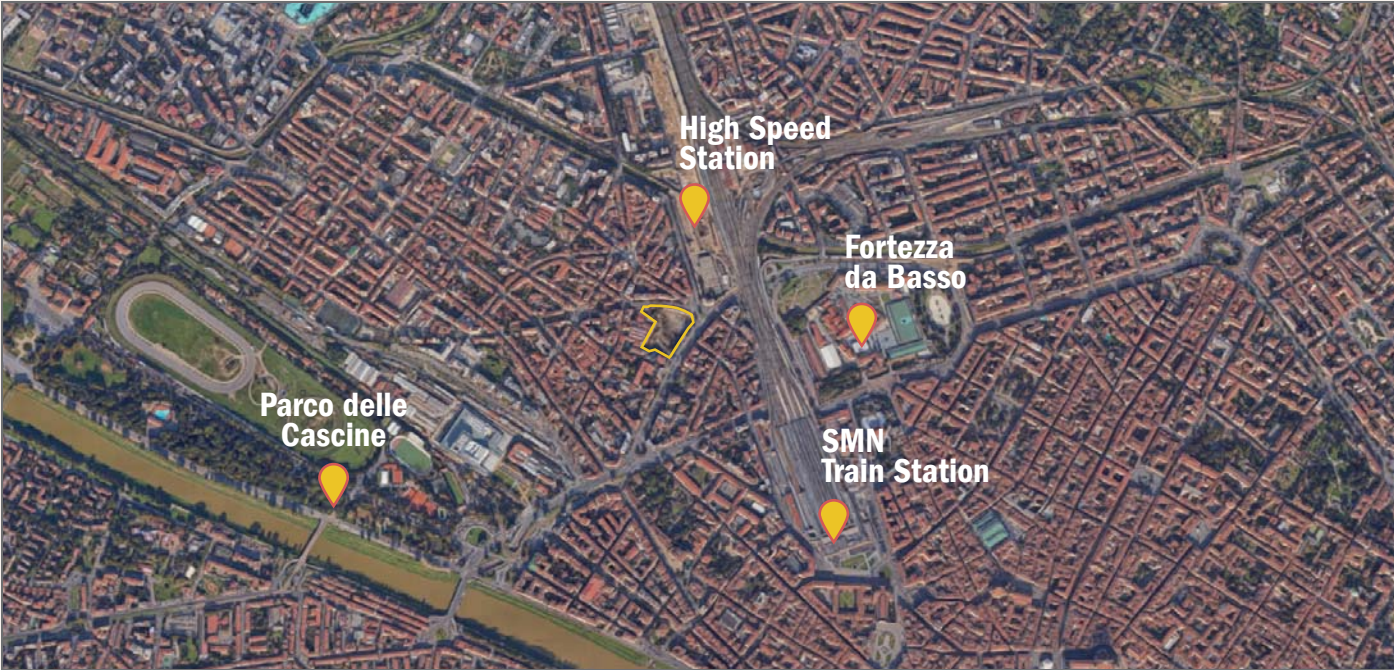 High Speed
Station
Fortezza
da Basso
Parco delle
Cascine
SMN
Train Station